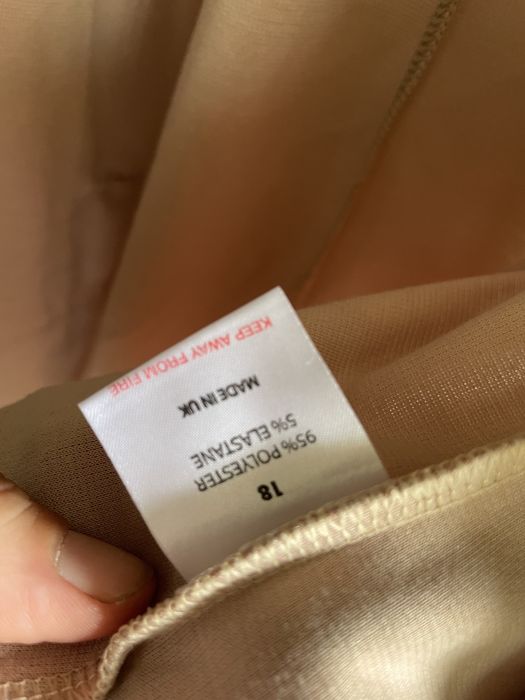 18
95% POLYESTER
5% ELASTANE
MADE IN UK
KEEP AWAY FROM FIRE